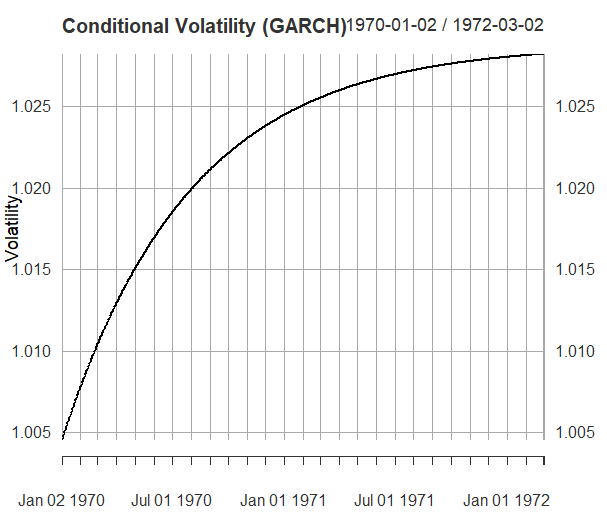 Conditional Volatility (GARCH) 1970-01-02 / 1972-03-02
Volatility
1.025 1.025
1.020 1.020
1.015 1.015
1.010 1.010
1.005 1.005
Jan 02 1970 Jul 01 1970 Jan 01 1971 Jul 01 1971 Jan 01 1972